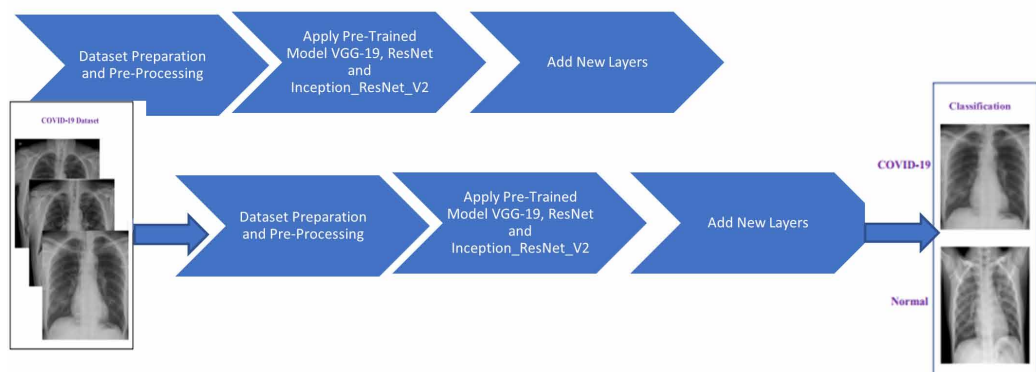 Dataset Preparation
and Pre-Processing
Apply Pre-Trained
Model VGG-19, ResNet
and
Inception_ResNet_V2
Add New Layers
COVID-19 Dataset
Dataset Preparation
and Pre-Processing
Apply Pre-Trained
Model VGG-19, ResNet
and
Inception_ResNet_V2
Add New Layers
Classification
COVID-19
Normal